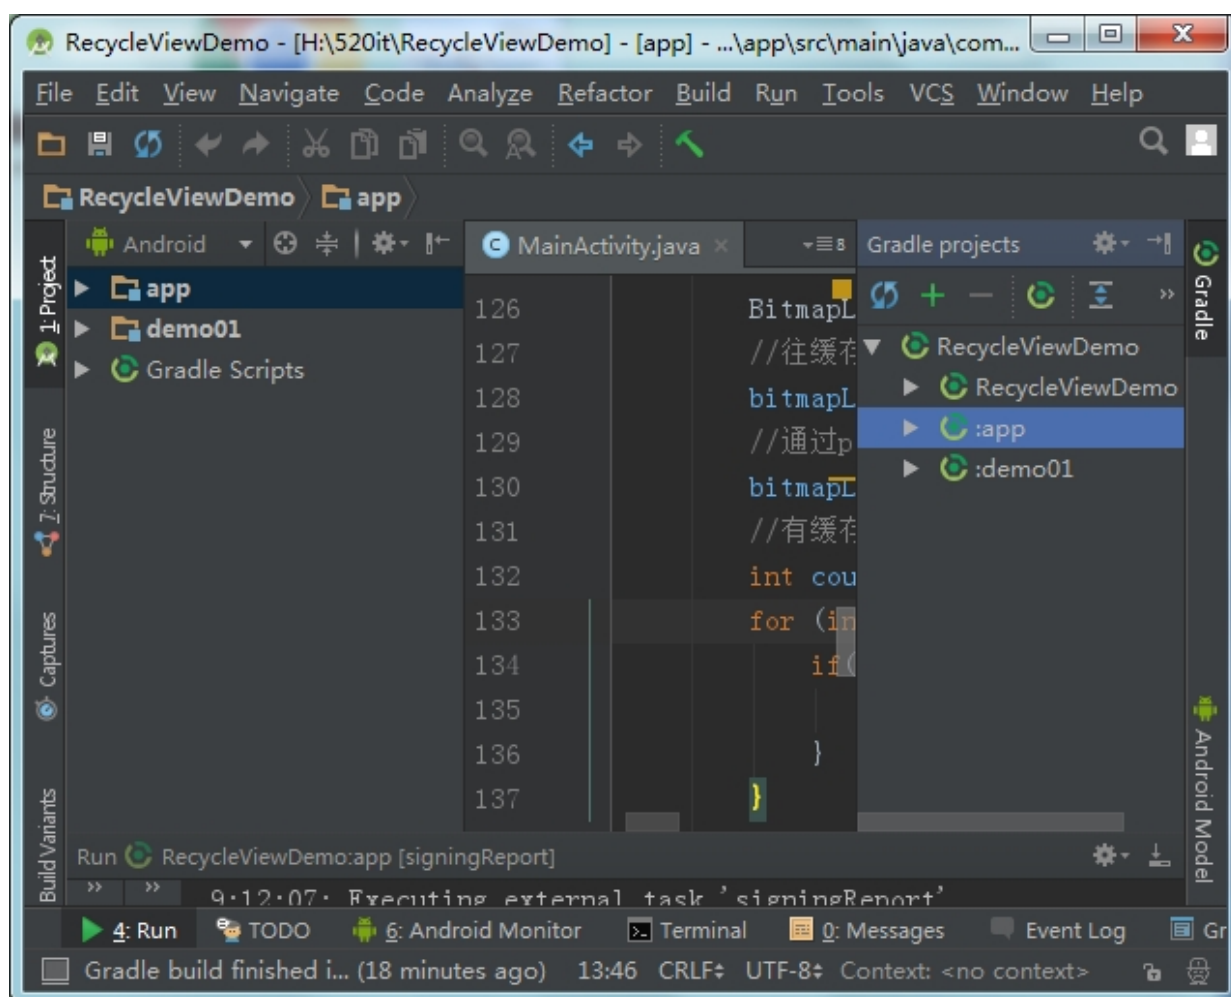 RecycleViewDemo - [H:\520it\RecycleViewDemo] - [app] - ...\app\src\main\java\com...
File Edit View Navigate Code Analyze Refactor Build Run Tools VCS Window Help
RecycleViewDemo app
1: Project
7: Structure
Captures
Build Variants
Android
app
demo01
Gradle Scripts
MainActivity.java
8
126 BitmapL
127 //往缓存
128 bitmapL
129 //通过p
130 bitmapL
131 //有缓存
132 int cou
133 for (in
134 if(
135
136 }
137 }
Gradle projects
RecycleViewDemo
RecycleViewDemo
:app
:demo01
Gradle
Android Model
Run RecycleViewDemo:app [signingReport]
9:12:07: Executing external task 'signingReport'
4: Run TODO 6: Android Monitor Terminal 0: Messages Event Log Gr
Gradle build finished i... (18 minutes ago) 13:46 CRLF UTF-8 Context: <no context>